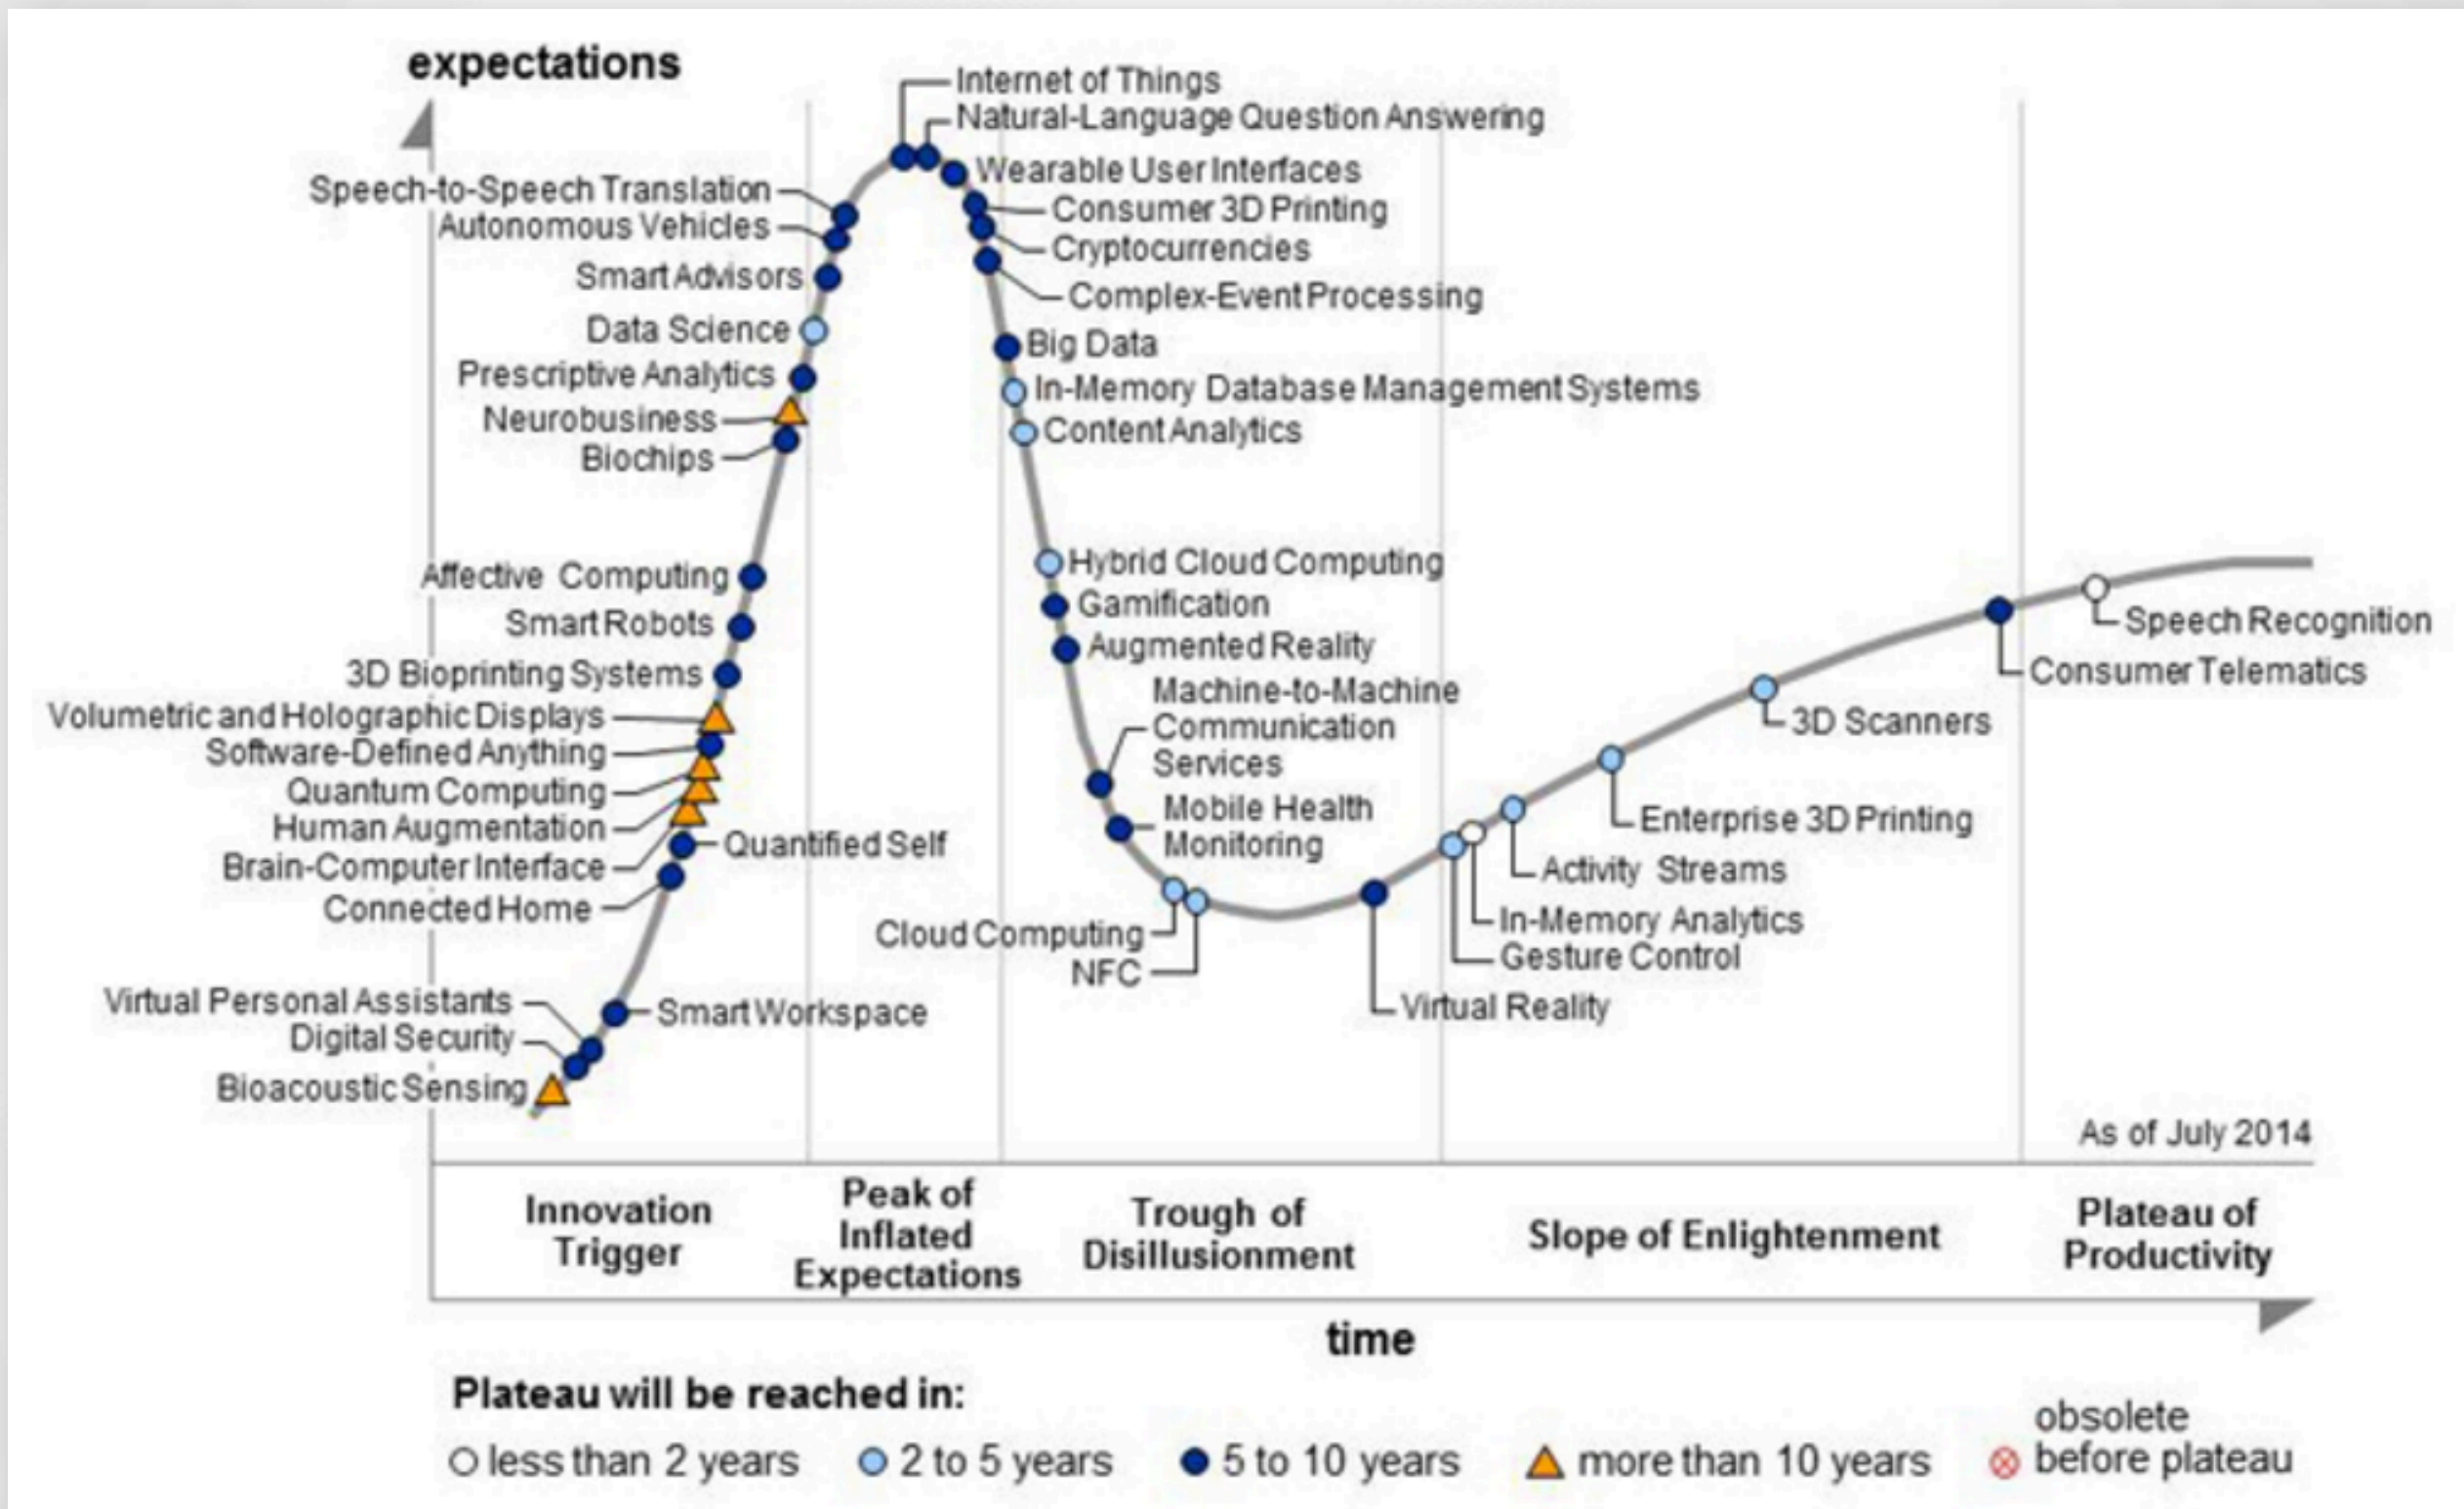 expectations
Internet of Things
Natural-Language Question Answering
Wearable User Interfaces
Speech-to-Speech Translation
Consumer 3D Printing
Autonomous Vehicles
Cryptocurrencies
Smart Advisors
Complex-Event Processing
Data Science
Big Data
Prescriptive Analytics
In-Memory Database Management Systems
Neurobusiness
Content Analytics
Biochips
Hybrid Cloud Computing
Affective Computing
Gamification
Smart Robots
Augmented Reality
3D Bioprinting Systems
Machine-to-Machine
Communication
Services
Volumetric and Holographic Displays
Software-Defined Anything
Quantum Computing
Human Augmentation
Mobile Health
Monitoring
Quantified Self
Brain-Computer Interface
Connected Home
Cloud Computing
NFC
Speech Recognition
Consumer Telematics
3D Scanners
Enterprise 3D Printing
Activity Streams
In-Memory Analytics
Gesture Control
Virtual Reality
Virtual Personal Assistants
Smart Workspace
Digital Security
Bioacoustic Sensing
As of July 2014
Innovation
Trigger
Peak of
Inflated
Expectations
Trough of
Disillusionment
Slope of Enlightenment
Plateau of
Productivity
time
Plateau will be reached in:
less than 2 years
2 to 5 years
5 to 10 years
more than 10 years
obsolete
before plateau